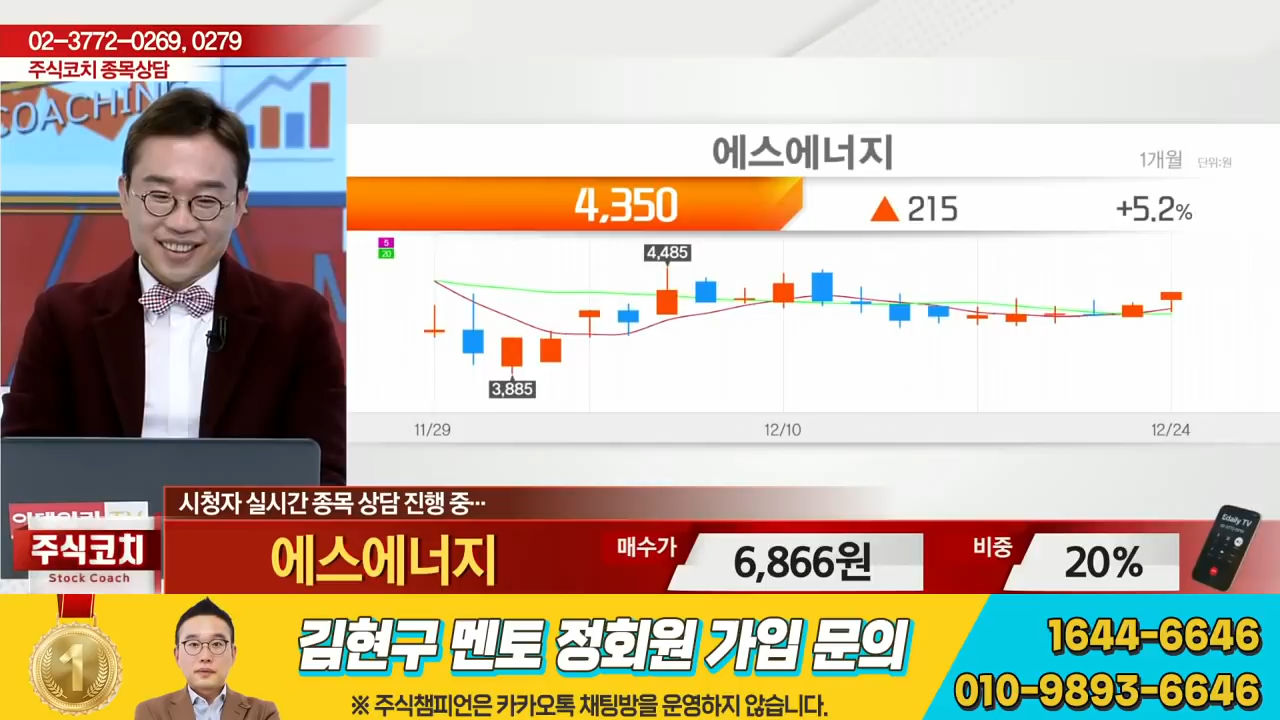 02-3772-0269, 0279
주식코치 종목상담
COACHING
에스에너지
1개월 단위:원
4,350 ▲ 215 +5.2%
5
20
4,485
3,885
11/29 12/10 12/24
시청자 실시간 종목 상담 진행 중...
주식코치
Stock Coach
에스에너지 매수가 6,866원 비중 20%
Edaily TV
1
김현구 멘토 정회원 가입 문의
※ 주식챔피언은 카카오톡 채팅방을 운영하지 않습니다.
1644-6646
010-9893-6646